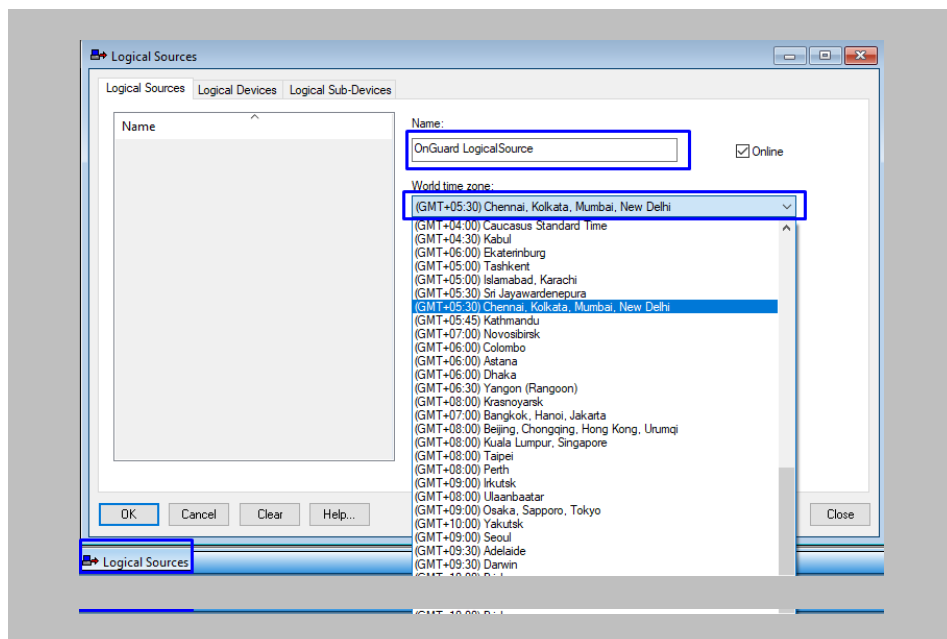 Logical Sources
Logical Sources Logical Devices Logical Sub-Devices
Name
Name:
OnGuard LogicalSource
Online
World time zone:
(GMT+05:30) Chennai, Kolkata, Mumbai, New Delhi
(GMT+04:00) Caucasus Standard Time
(GMT+04:30) Kabul
(GMT+06:00) Ekaterinburg
(GMT+05:00) Tashkent
(GMT+05:00) Islamabad, Karachi
(GMT+05:30) Sri Jayawardenepura
(GMT+05:30) Chennai, Kolkata, Mumbai, New Delhi
(GMT+05:45) Kathmandu
(GMT+07:00) Novosibirsk
(GMT+06:00) Colombo
(GMT+06:00) Astana
(GMT+06:00) Dhaka
(GMT+06:30) Yangon (Rangoon)
(GMT+08:00) Krasnoyarsk
(GMT+07:00) Bangkok, Hanoi, Jakarta
(GMT+08:00) Beijing, Chongqing, Hong Kong, Urumqi
(GMT+08:00) Kuala Lumpur, Singapore
(GMT+08:00) Taipei
(GMT+08:00) Perth
(GMT+09:00) Irkutsk
(GMT+08:00) Ulaanbaatar
(GMT+09:00) Osaka, Sapporo, Tokyo
(GMT+10:00) Yakutsk
(GMT+09:00) Seoul
(GMT+09:30) Adelaide
(GMT+09:30) Darwin
OK Cancel Clear Help... Close
Logical Sources